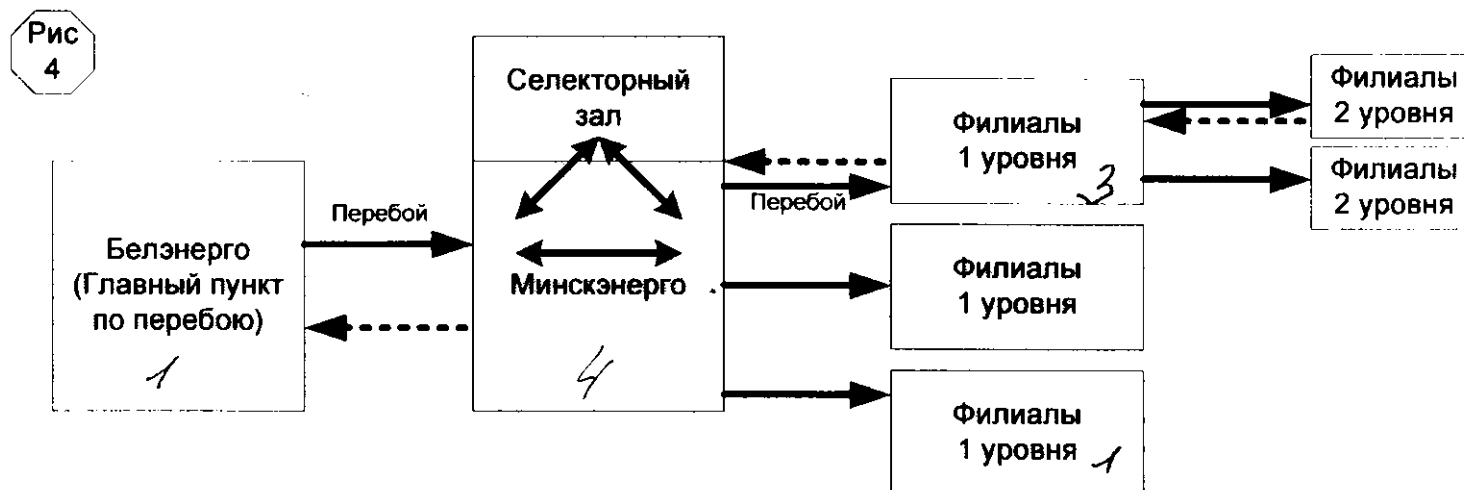 Рис
4
Селекторный
зал
Филиалы
1 уровня
3
Филиалы
2 уровня
Филиалы
2 уровня
Перебой
Перебой
Белэнерго
(Главный пункт
по перебою)
1
Минскэнерго
4
Филиалы
1 уровня
Филиалы
1 уровня
1